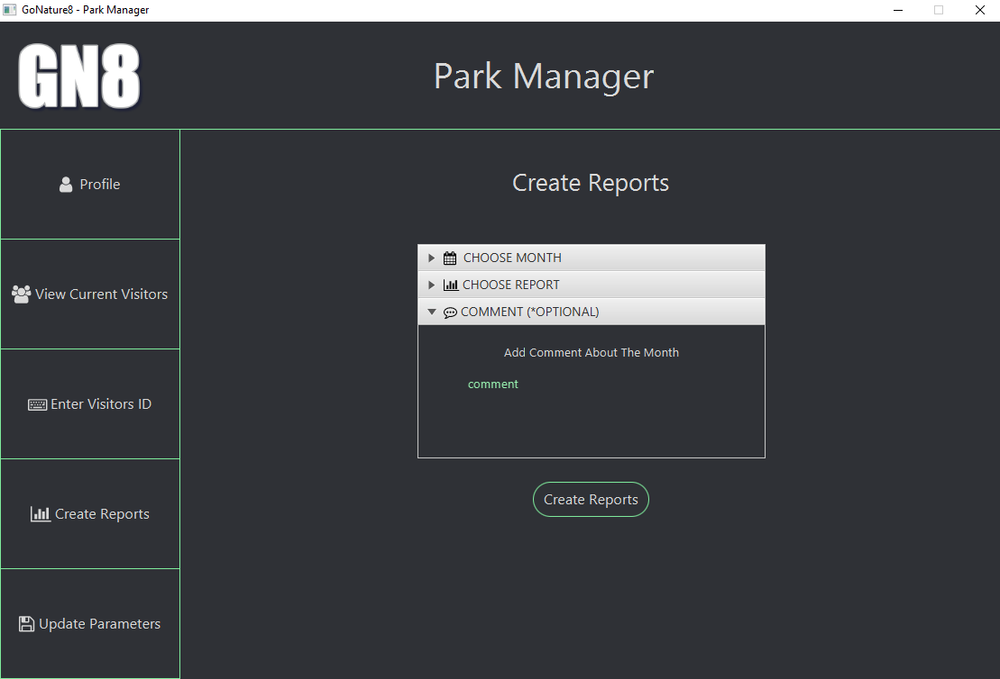 GoNature8 - Park Manager
GN8
Park Manager
Profile
View Current Visitors
Enter Visitors ID
Create Reports
Update Parameters
Create Reports
CHOOSE MONTH
CHOOSE REPORT
COMMENT (*OPTIONAL)
Add Comment About The Month
comment
Create Reports